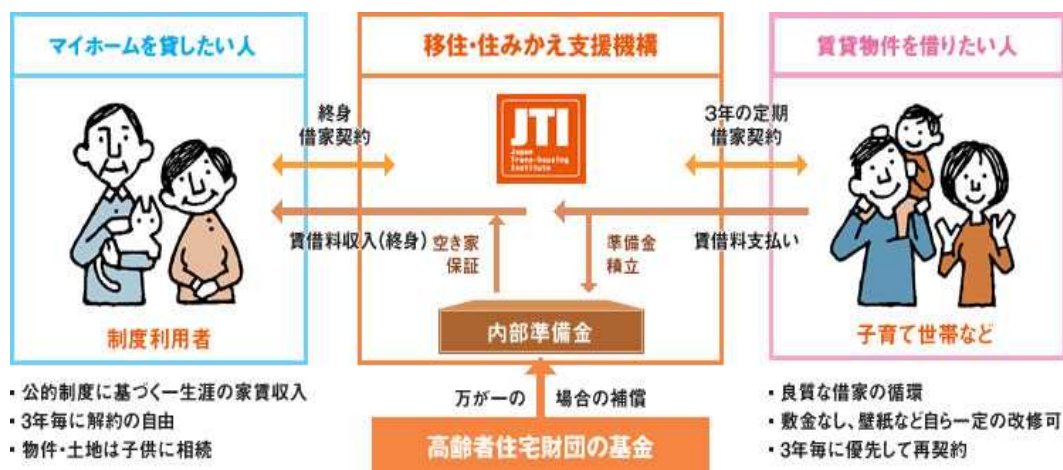 マイホームを貸したい人
移住・住みかえ支援機構
賃貸物件を借りたい人
終身
借家契約
JTI
Japan
Trans-housing
Institute
3年の定期
借家契約
賃借料収入(終身)
空き家
保証
準備金
積立
賃借料支払い
制度利用者
内部準備金
子育て世帯など
・公的制度に基づく一生涯の家賃収入
・3年毎に解約の自由
・物件・土地は子供に相続
万が一の
場合の補償
高齢者住宅財団の基金
・良質な借家の循環
・敷金なし、壁紙など自ら一定の改修可
・3年毎に優先して再契約